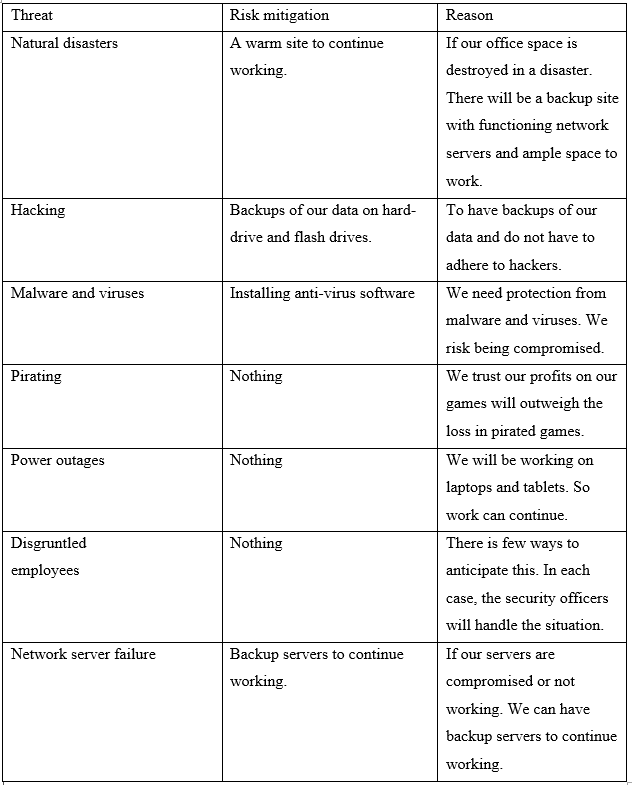 Threat
Risk mitigation
Reason
Natural disasters
A warm site to continue
working.
If our office space is
destroyed in a disaster.
There will be a backup site
with functioning network
servers and ample space to
work.
Hacking
Backups of our data on hard-
drive and flash drives.
To have backups of our
data and do not have to
adhere to hackers.
Malware and viruses
Installing anti-virus software
We need protection from
malware and viruses. We
risk being compromised.
Pirating
Nothing
We trust our profits on our
games will outweigh the
loss in pirated games.
Power outages
Nothing
We will be working on
laptops and tablets. So
work can continue.
Disgruntled
employees
Nothing
There is few ways to
anticipate this. In each
case, the security officers
will handle the situation.
Network server failure
Backup servers to continue
working.
If our servers are
compromised or not
working. We can have
backup servers to continue
working.